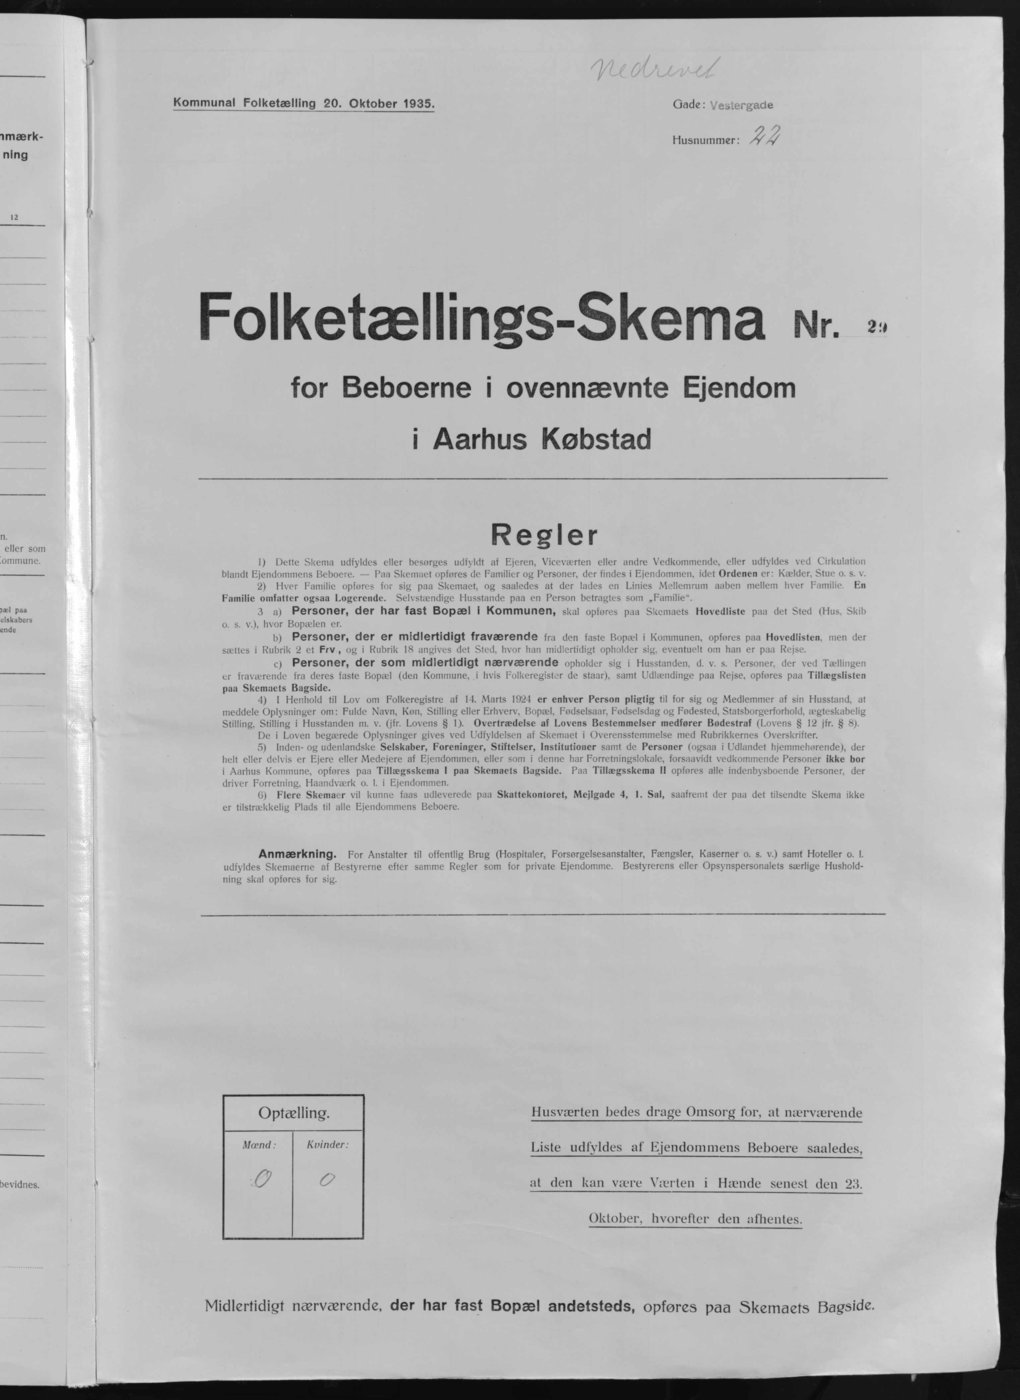 nmærk-
ning
12
n.
eller som
Kommune.
pæl paa
elskabers
ende
bevidnes.
Nedrevet
Kommunal Folketælling 20. Oktober 1935.
Gade: Vestergade
Husnummer: 22
Folketællings-Skema Nr. 29
for Beboerne i ovennævnte Ejendom
i Aarhus Købstad
Regler
1) Dette Skema udfyldes eller besørges udfyldt af Ejeren, Viceværten eller andre Vedkommende, eller udfyldes ved Cirkulation
blandt Ejendommens Beboere. — Paa Skemaet opføres de Familier og Personer, der findes i Ejendommen, idet Ordenen er: Kælder, Stue o. s. v.
2) Hver Familie opføres for sig paa Skemaet, og saaledes at der lades en Linies Mellemrum aaben mellem hver Familie. En
Familie omfatter ogsaa Logerende. Selvstændige Husstande paa en Person betragtes som „Familie“.
3 a) Personer, der har fast Bopæl i Kommunen, skal opføres paa Skemaets Hovedliste paa det Sted (Hus, Skib
o. s. v.), hvor Bopælen er.
b) Personer, der er midlertidigt fraværende fra den faste Bopæl i Kommunen, opføres paa Hovedlisten, men der
sættes i Rubrik 2 et Frv., og i Rubrik 18 angives det Sted, hvor han midlertidigt opholder sig, eventuelt om han er paa Rejse.
c) Personer, der som midlertidigt nærværende opholder sig i Husstanden, d. v. s. Personer, der ved Tællingen
er fraværende fra deres faste Bopæl (den Kommune, i hvis Folkeregister de staar), samt Udlændinge paa Rejse, opføres paa Tillægslisten
paa Skemaets Bagside.
4) I Henhold til Lov om Folkeregistre af 14. Marts 1924 er enhver Person pligtig til for sig og Medlemmer af sin Husstand, at
meddele Oplysninger om: Fulde Navn, Køn, Stilling eller Erhverv, Bopæl, Fødselsaar, Fødselsdag og Fødested, Statsborgerforhold, ægteskabelig
Stilling, Stilling i Husstanden m. v. (jfr. Lovens § 1). Overtrædelse af Lovens Bestemmelser medfører Bødestraf (Lovens § 12 jfr. § 8).
De i Loven begærede Oplysninger gives ved Udfyldelsen af Skemaet i Overensstemmelse med Rubrikkernes Overskrifter.
5) Inden- og udenlandske Selskaber, Foreninger, Stiftelser, Institutioner samt de Personer (ogsaa i Udlandet hjemmehørende), der
helt eller delvis er Ejere eller Medejere af Ejendommen, eller som i denne har Forretningslokale, forsaavidt vedkommende Personer ikke bor
i Aarhus Kommune, opføres paa Tillægsskema I paa Skemaets Bagside. Paa Tillægsskema II opføres alle indenbysboende Personer, der
driver Forretning, Haandværk o. l. i Ejendommen.
6) Flere Skemaer vil kunne faas udleverede paa Skattekontoret, Mejlgade 4, 1. Sal, saafremt der paa det tilsendte Skema ikke
er tilstrækkelig Plads til alle Ejendommens Beboere.
Anmærkning. For Anstalter til offentlig Brug (Hospitaler, Forsørgelsesanstalter, Fængsler, Kaserner o. s. v.) samt Hoteller o. l.
udfyldes Skemaerne af Bestyrerne efter samme Regler som for private Ejendomme. Bestyrerens eller Opsynspersonalets særlige Hushold-
ning skal opføres for sig.
Optælling.
Mænd: Kvinder:
0 0
Husværten bedes drage Omsorg for, at nærværende
Liste udfyldes af Ejendommens Beboere saaledes,
at den kan være Værten i Hænde senest den 23.
Oktober, hvorefter den afhentes.
Midlertidigt nærværende, der har fast Bopæl andetsteds, opføres paa Skemaets Bagside.